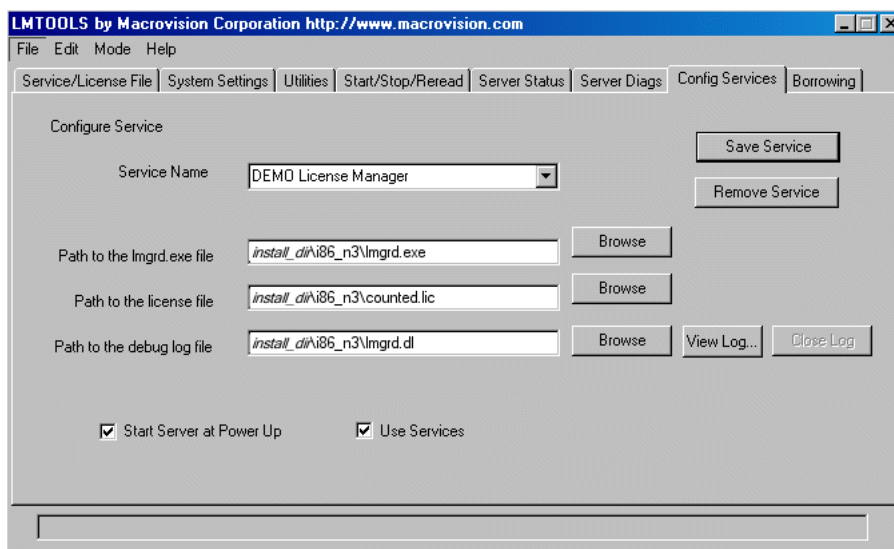 LMTOOLS by Macrovision Corporation http://www.macrovision.com
File Edit Mode Help
Service/License File System Settings Utilities Start/Stop/Reread Server Status Server Diags Config Services Borrowing
Configure Service
Save Service
Service Name DEMO License Manager
Remove Service
Path to the lmgrd.exe file install_dir\i86_n3\lmgrd.exe Browse
Path to the license file install_dir\i86_n3\counted.lic Browse
Path to the debug log file install_dir\i86_n3\lmgrd.dl Browse View Log... Close Log
Start Server at Power Up Use Services